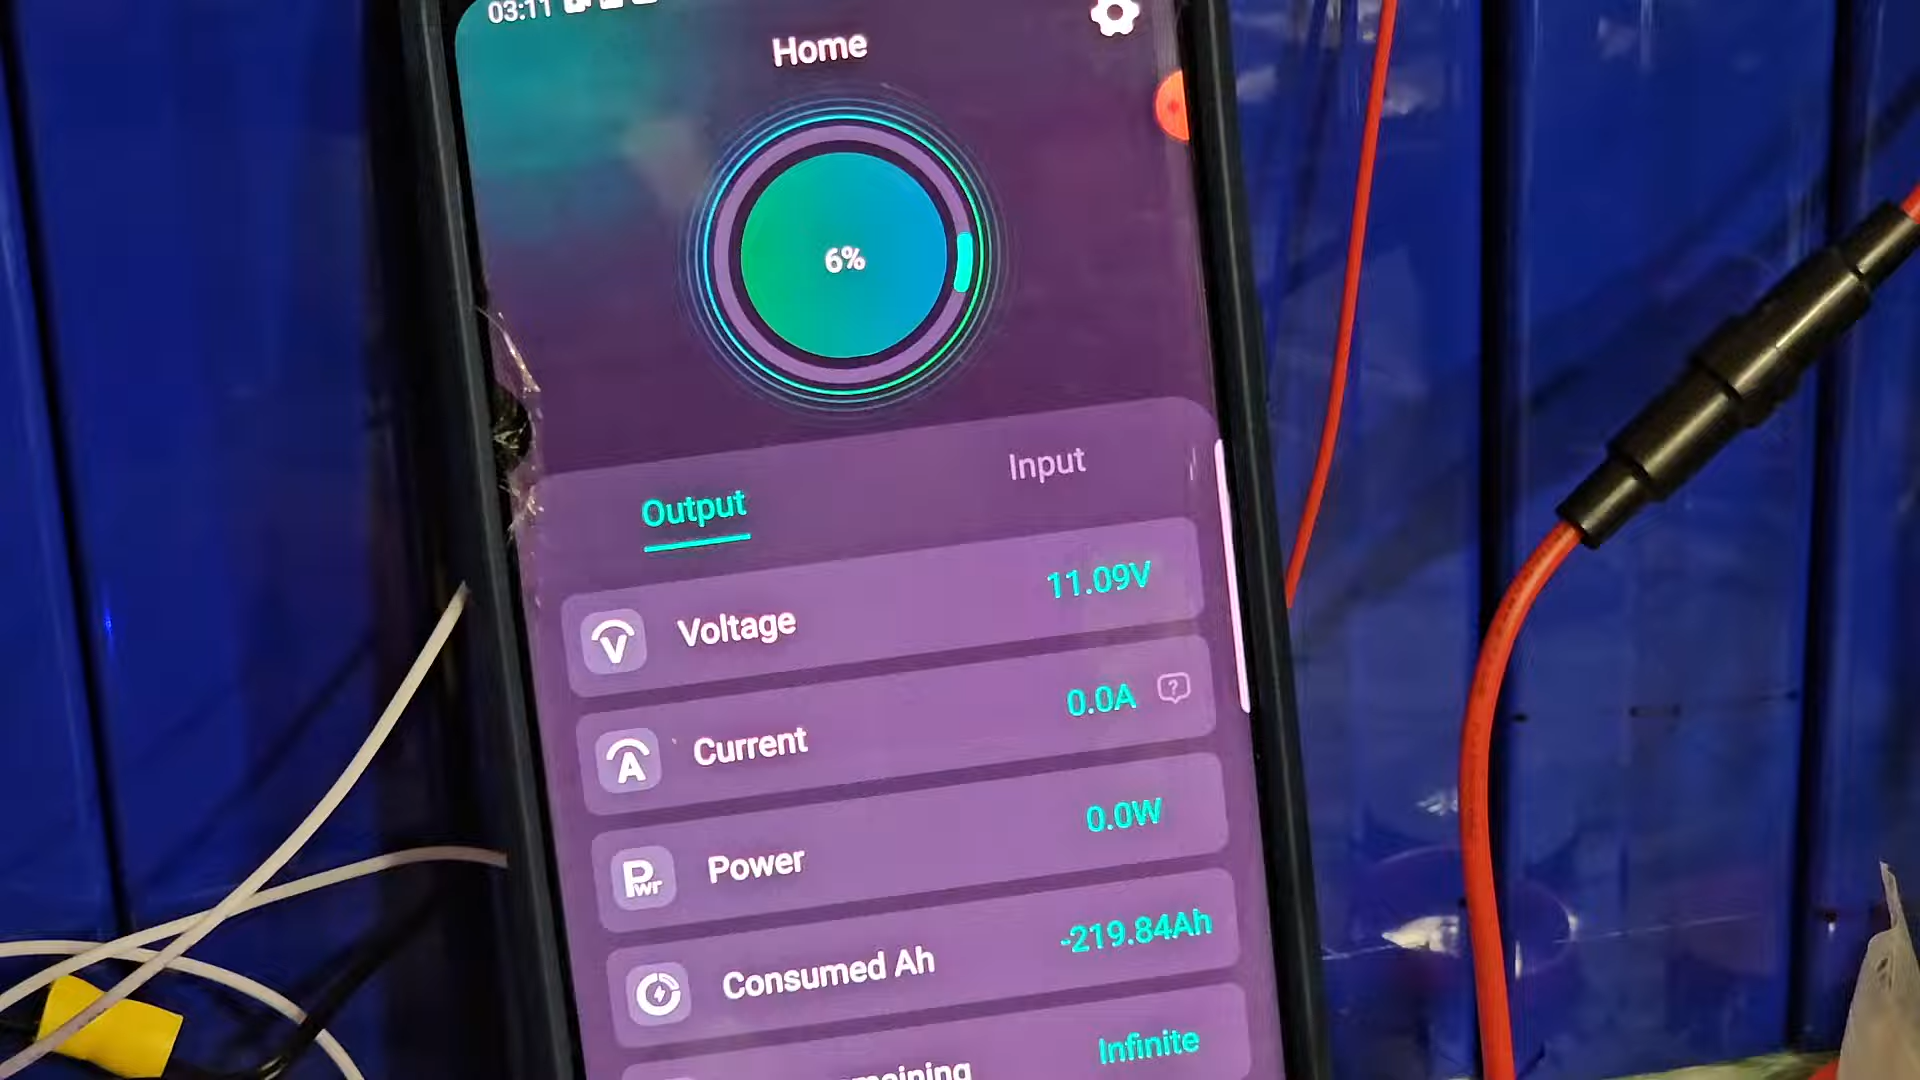 03:11
Home
6%
Output
Input
Voltage
11.09V
Current
0.0A
Power
0.0W
Consumed Ah
-219.84Ah
Infinite